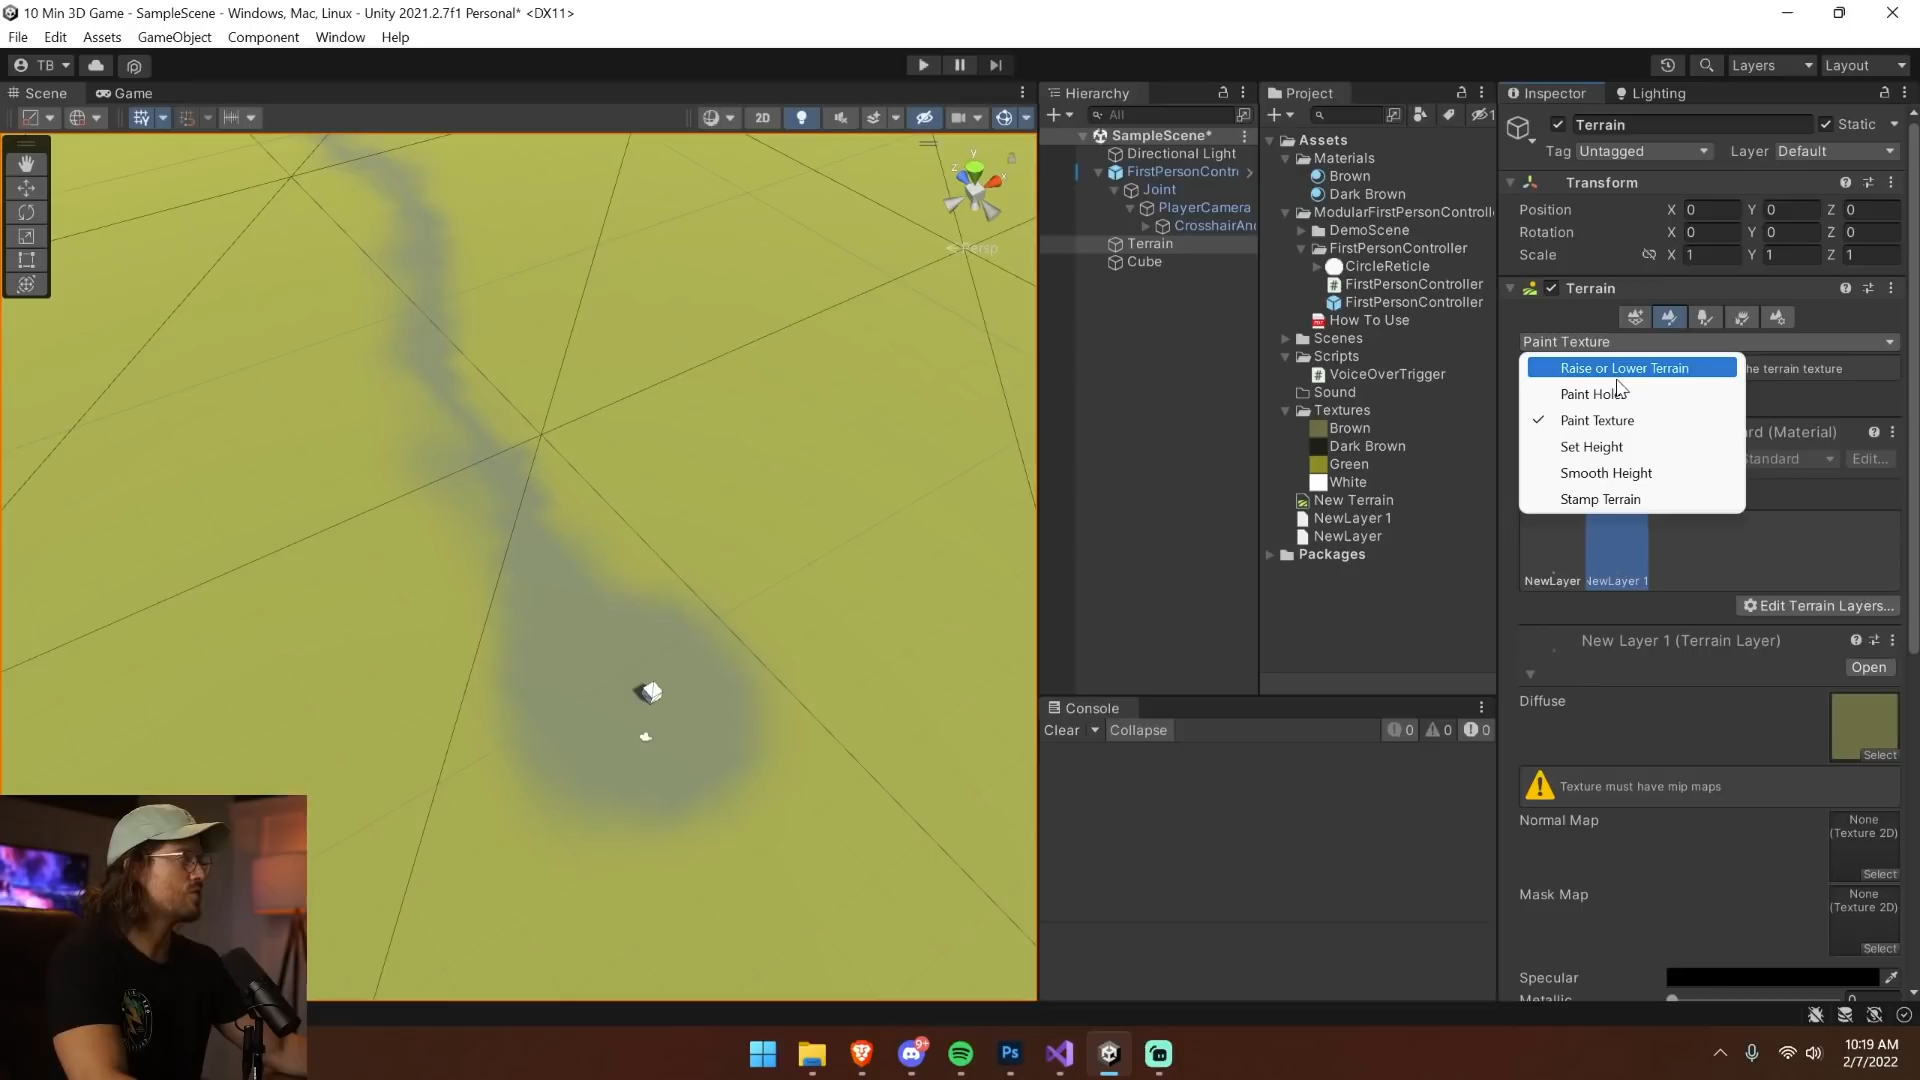 10 Min 3D Game - SampleScene - Windows, Mac, Linux - Unity 2021.2.7f1 Personal* <DX11>
File Edit Assets GameObject Component Window Help
TB
Layers
Layout
Scene Game
2D
y
z
x
Persp
Hierarchy
All
SampleScene*
Directional Light
FirstPersonContr
Joint
PlayerCamera
CrosshairAn
Terrain
Cube
Project
1
Assets
Materials
Brown
Dark Brown
ModularFirstPersonControll
DemoScene
FirstPersonController
CircleReticle
FirstPersonController
FirstPersonController
How To Use
Scenes
Scripts
VoiceOverTrigger
Sound
Textures
Brown
Dark Brown
Green
White
New Terrain
NewLayer 1
NewLayer
Packages
Console
Clear Collapse 0 0 0
Inspector Lighting
Terrain Static
Tag Untagged Layer Default
Transform
Position X 0 Y 0 Z 0
Rotation X 0 Y 0 Z 0
Scale X 1 Y 1 Z 1
Terrain
Paint Texture
Raise or Lower Terrain
Paint Holes
Paint Texture
Set Height
Smooth Height
Stamp Terrain
he terrain texture
rd (Material)
Standard Edit...
NewLayer NewLayer 1
Edit Terrain Layers...
New Layer 1 (Terrain Layer)
Open
Diffuse
Select
Texture must have mip maps
Normal Map
None
(Texture 2D)
Select
Mask Map
None
(Texture 2D)
Select
Specular
Metallic 0
9+
Ps
10:19 AM
2/7/2022